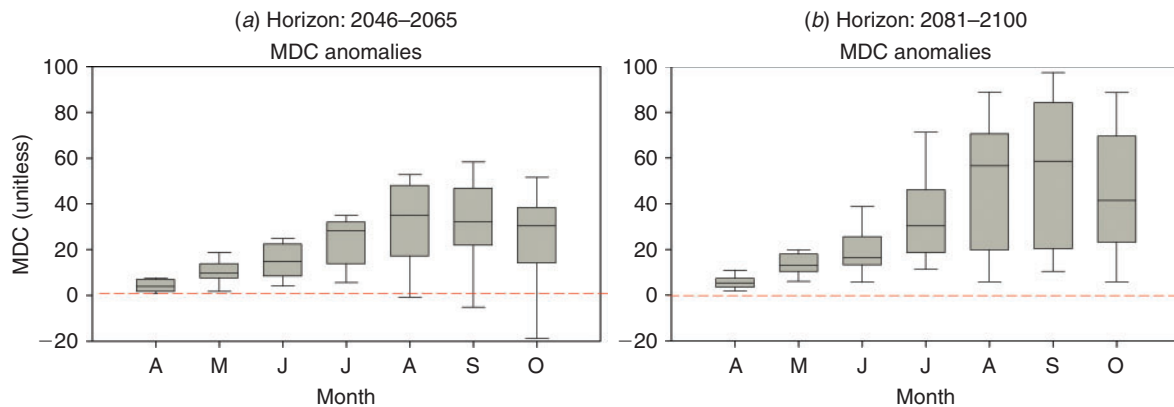 (a) Horizon: 2046–2065
MDC anomalies
MDC (unitless)
100
80
60
40
20
0
−20
A M J J A S O
Month
(b) Horizon: 2081–2100
MDC anomalies
100
80
60
40
20
0
−20
A M J J A S O
Month